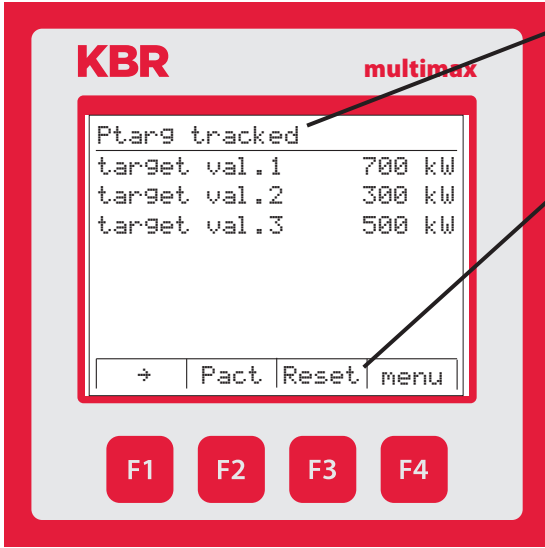 KBR multimax
Ptarg tracked
target val.1 700 kW
target val.2 300 kW
target val.3 500 kW
→ Pact Reset menu
F1 F2 F3 F4